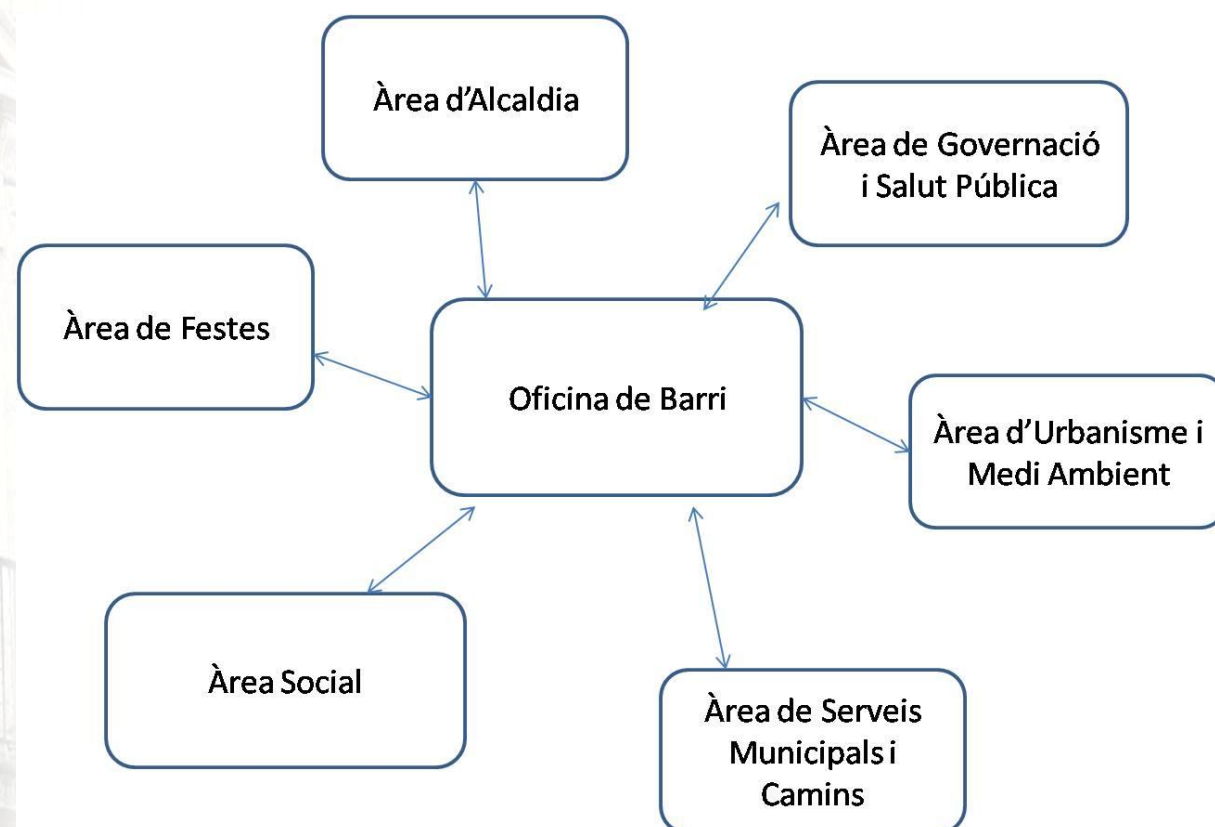 Àrea d'Alcaldia
Àrea de Governació
i Salut Pública
Àrea de Festes
Oficina de Barri
Àrea d'Urbanisme i
Medi Ambient
Àrea Social
Àrea de Serveis
Municipals i
Camins